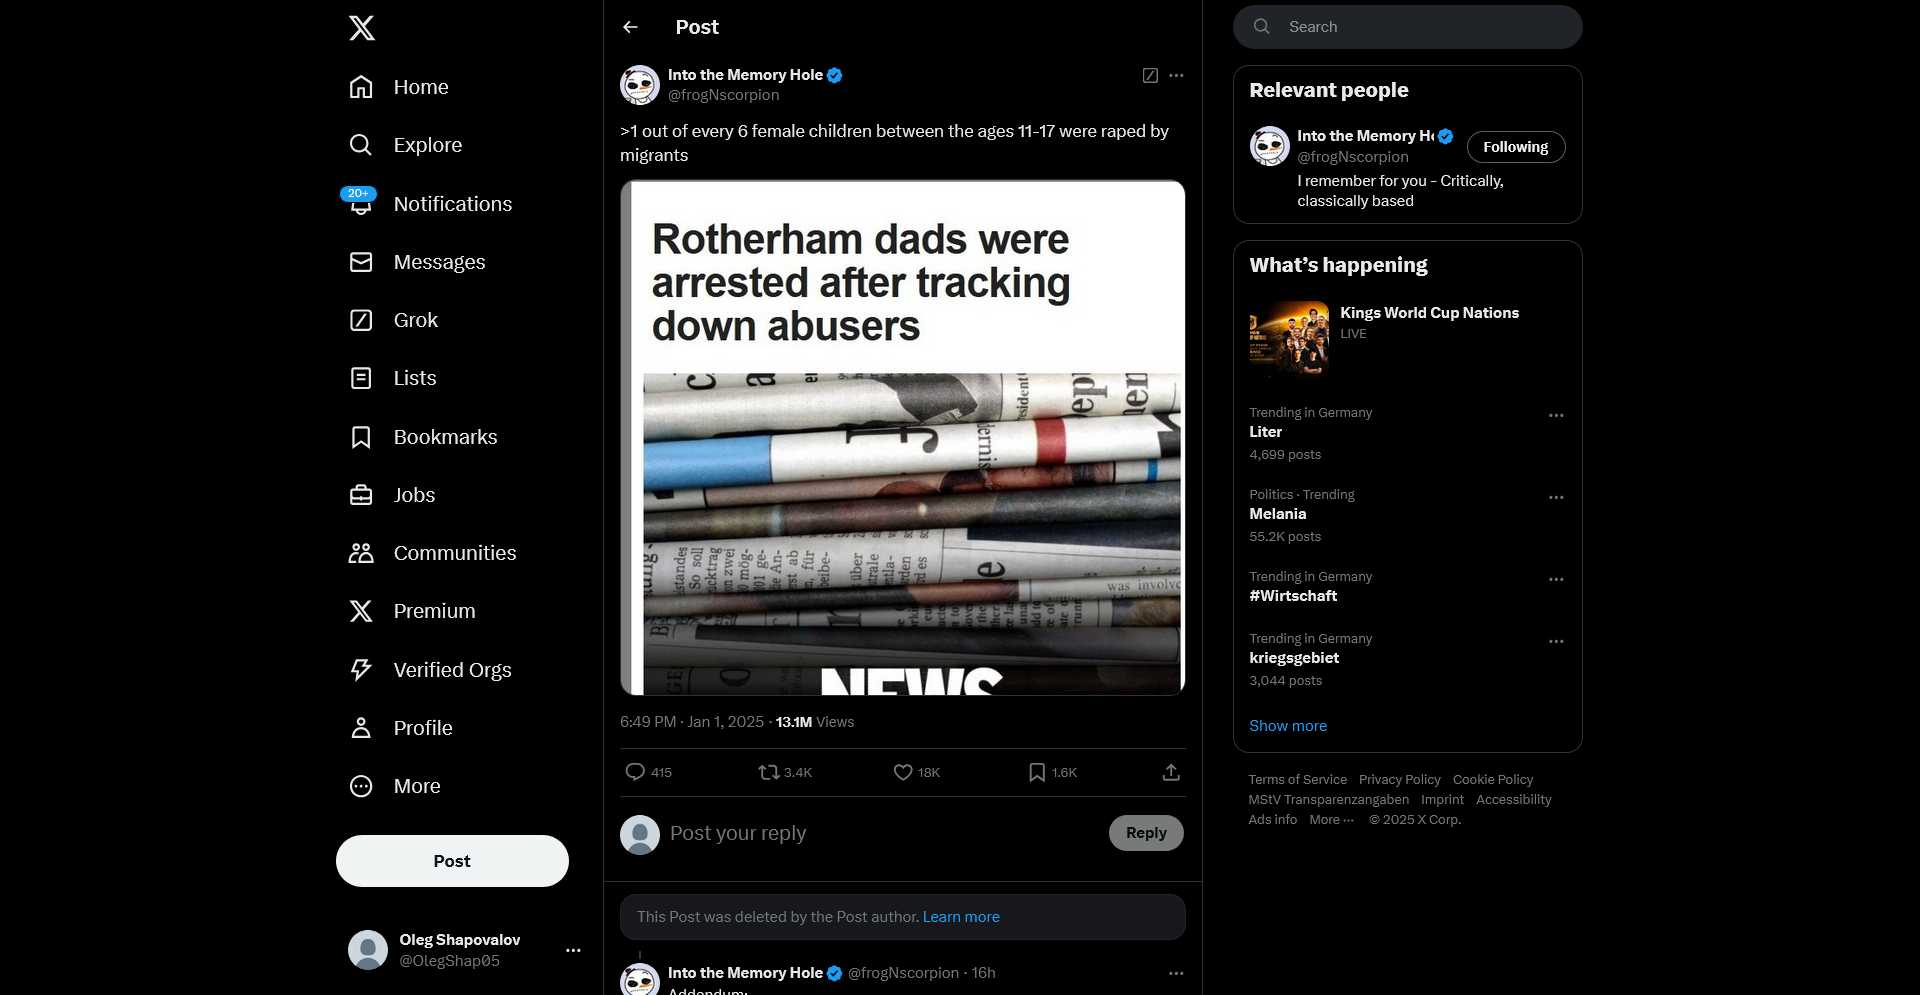 Home
Explore
20+
Notifications
Messages
Grok
Lists
Bookmarks
Jobs
Communities
Premium
Verified Orgs
Profile
More
Post
Oleg Shapovalov
@OlegShap05
Post
Into the Memory Hole
@frogNscorpion
>1 out of every 6 female children between the ages 11-17 were raped by
migrants
Rotherham dads were
arrested after tracking
down abusers
NEWS
6:49 PM · Jan 1, 2025 · 13.1M Views
415
3.4K
18K
1.6K
Post your reply
Reply
This Post was deleted by the Post author. Learn more
Into the Memory Hole @frogNscorpion · 16h
Addendum:
Search
Relevant people
Into the Memory H
@frogNscorpion
Following
I remember for you - Critically,
classically based
What's happening
Kings World Cup Nations
LIVE
Trending in Germany
Liter
4,699 posts
Politics · Trending
Melania
55.2K posts
Trending in Germany
#Wirtschaft
Trending in Germany
kriegsgebiet
3,044 posts
Show more
Terms of Service Privacy Policy Cookie Policy
MStV Transparenzangaben Imprint Accessibility
Ads info More ··· © 2025 X Corp.